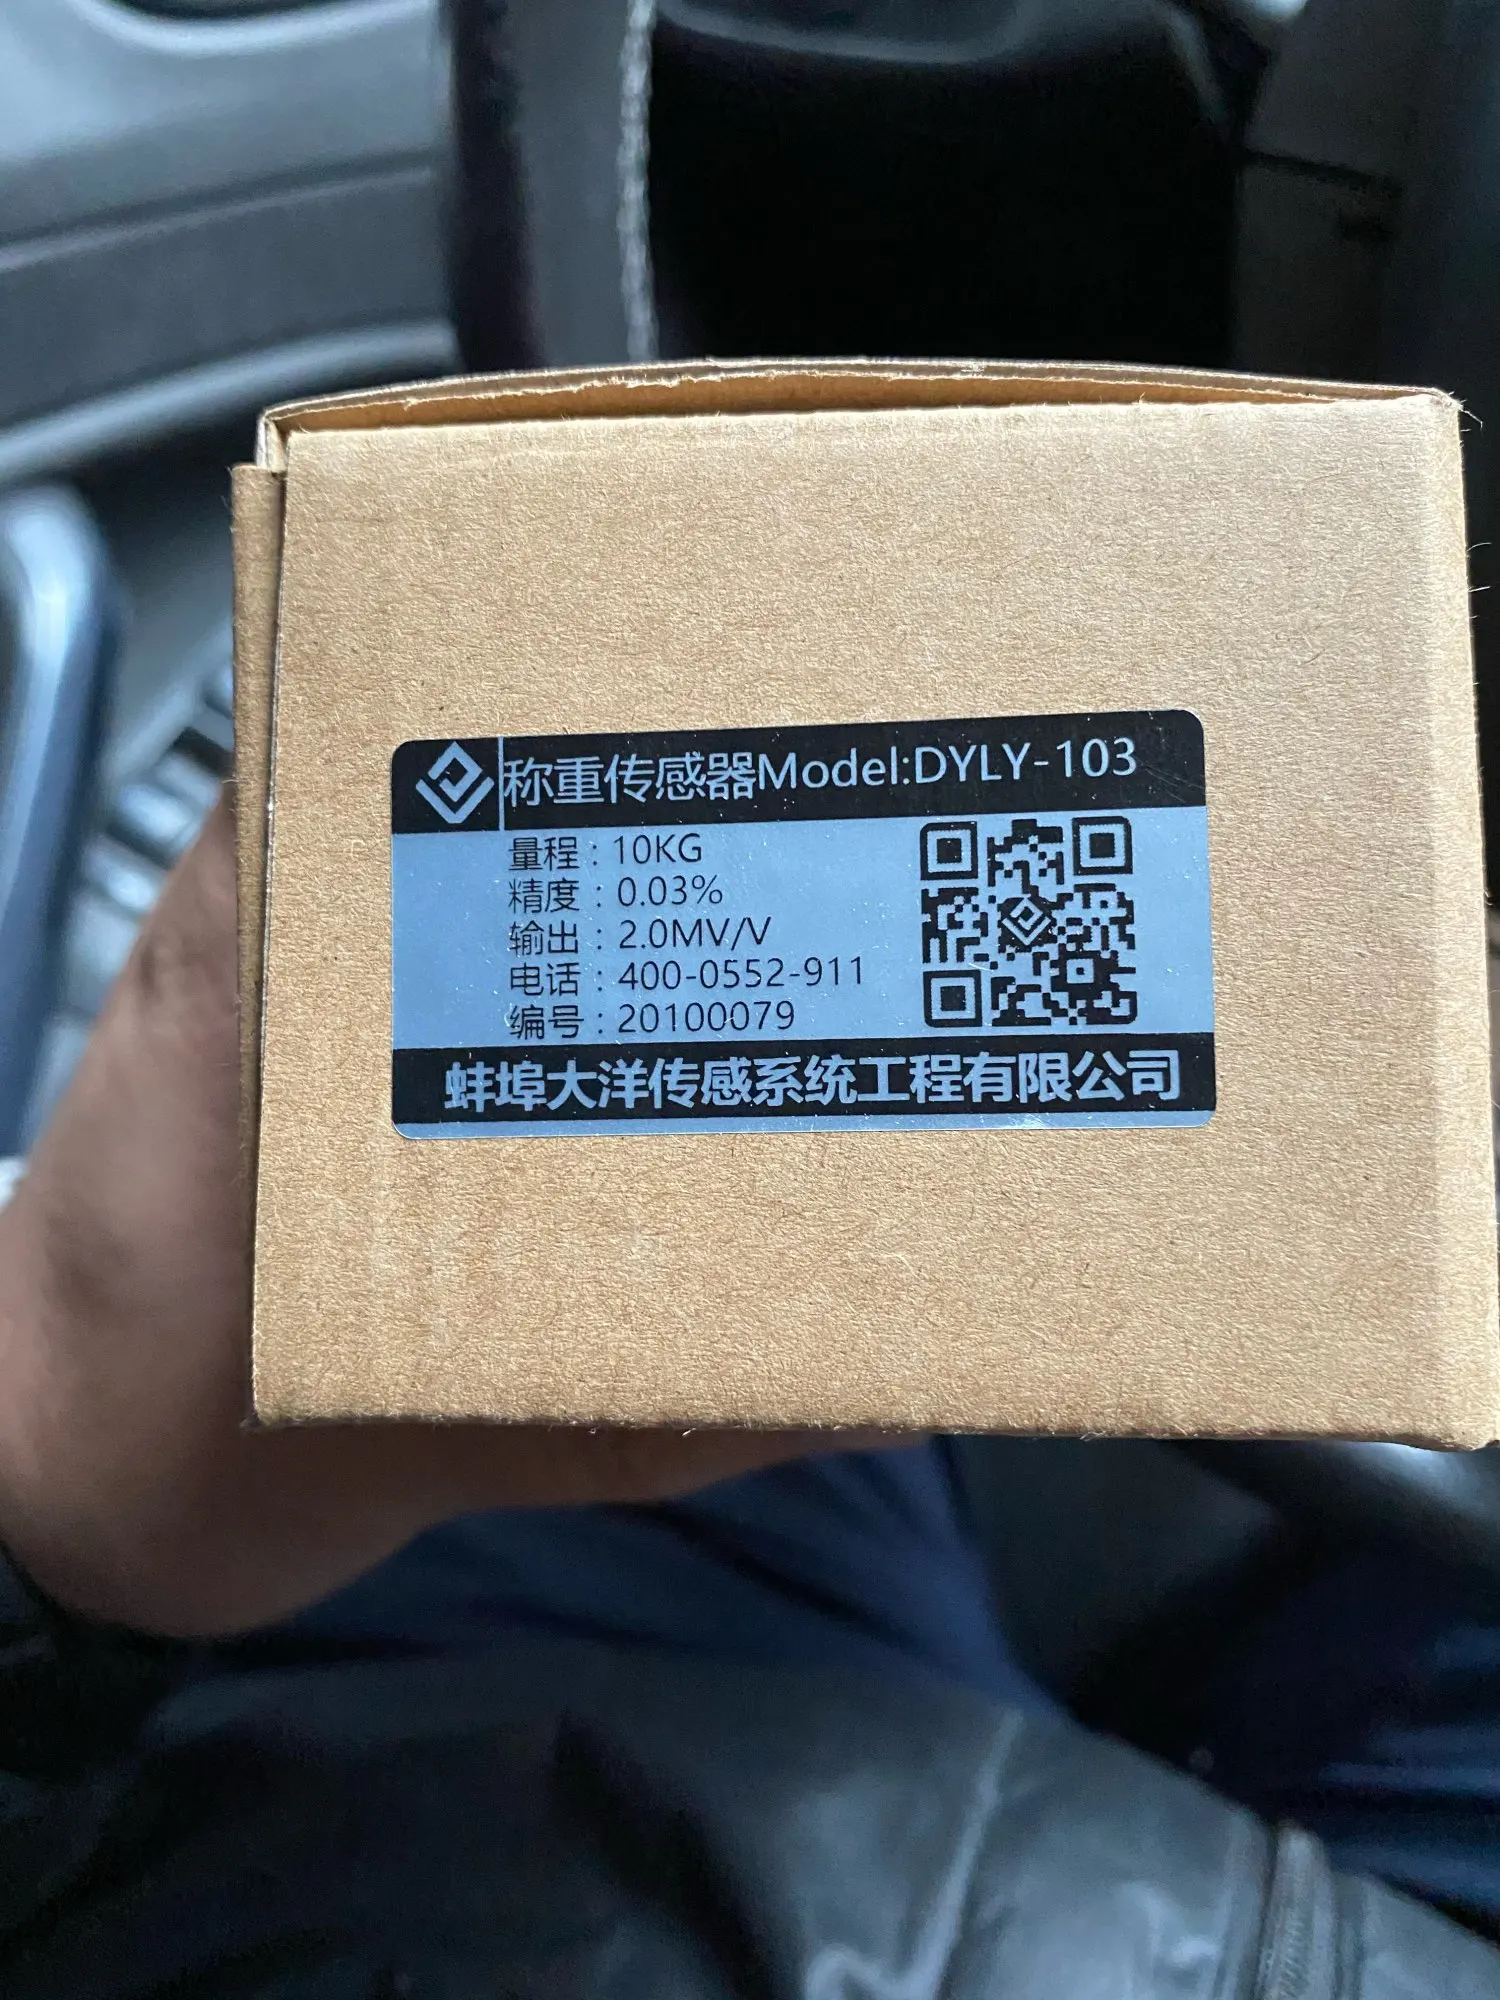 称重传感器Model:DYLY-103
量程：10KG
精度：0.03%
输出：2.0MV/V
电话：400-0552-911
编号：20100079
蚌埠大洋传感系统工程有限公司